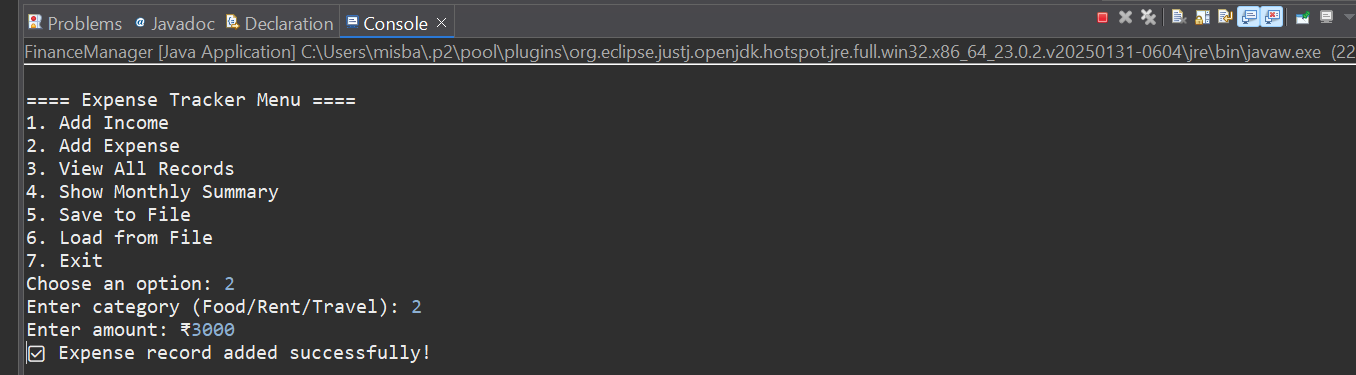 Problems Javadoc Declaration Console
FinanceManager [Java Application] C:\Users\misba\.p2\pool\plugins\org.eclipse.justj.openjdk.hotspot.jre.full.win32.x86_64_23.0.2.v20250131-0604\jre\bin\javaw.exe (22
==== Expense Tracker Menu ====
1. Add Income
2. Add Expense
3. View All Records
4. Show Monthly Summary
5. Save to File
6. Load from File
7. Exit
Choose an option: 2
Enter category (Food/Rent/Travel): 2
Enter amount: ₹3000
☑ Expense record added successfully!